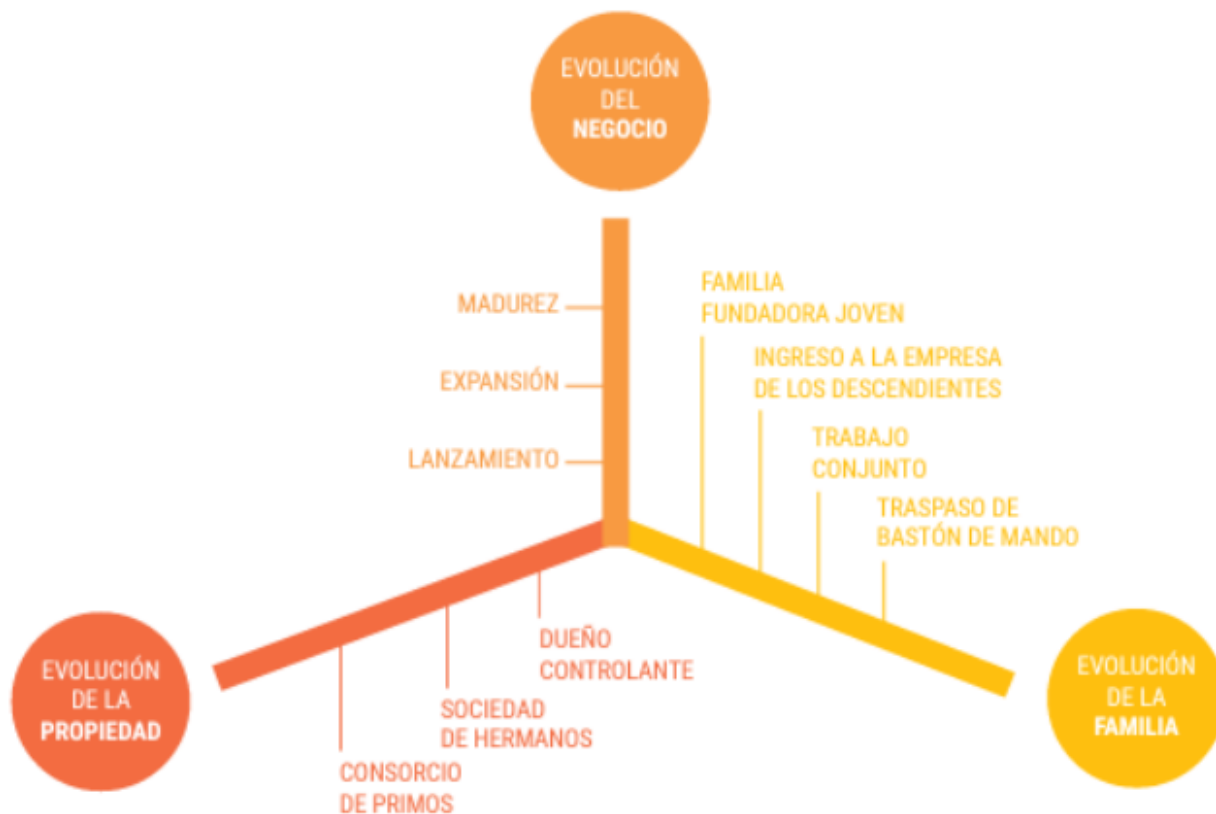 EVOLUCIÓN
DEL
NEGOCIO
MADUREZ
EXPANSIÓN
LANZAMIENTO
FAMILIA
FUNDADORA JOVEN
INGRESO A LA EMPRESA
DE LOS DESCENDIENTES
TRABAJO
CONJUNTO
TRASPASO DE
BASTÓN DE MANDO
EVOLUCIÓN
DE LA
PROPIEDAD
CONSORCIO
DE PRIMOS
SOCIEDAD
DE HERMANOS
DUEÑO
CONTROLANTE
EVOLUCIÓN
DE LA
FAMILIA